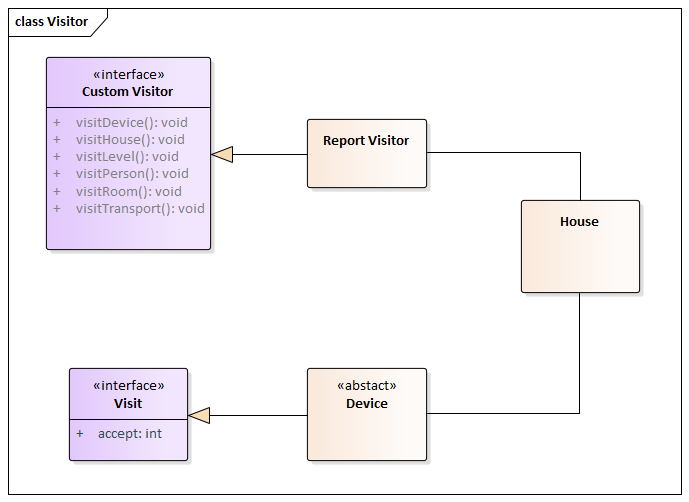 class Visitor
«interface»
Custom Visitor
+ visitDevice(): void
+ visitHouse(): void
+ visitLevel(): void
+ visitPerson(): void
+ visitRoom(): void
+ visitTransport(): void
Report Visitor
House
«interface»
Visit
+ accept: int
«abstact»
Device